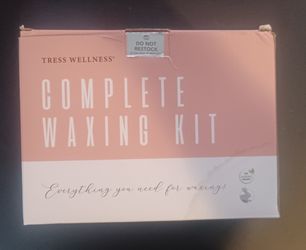 DO NOT
RESTOCK
TRESS WELLNESS®
COMPLETE
WAXING KIT
Everything you need for waxing!